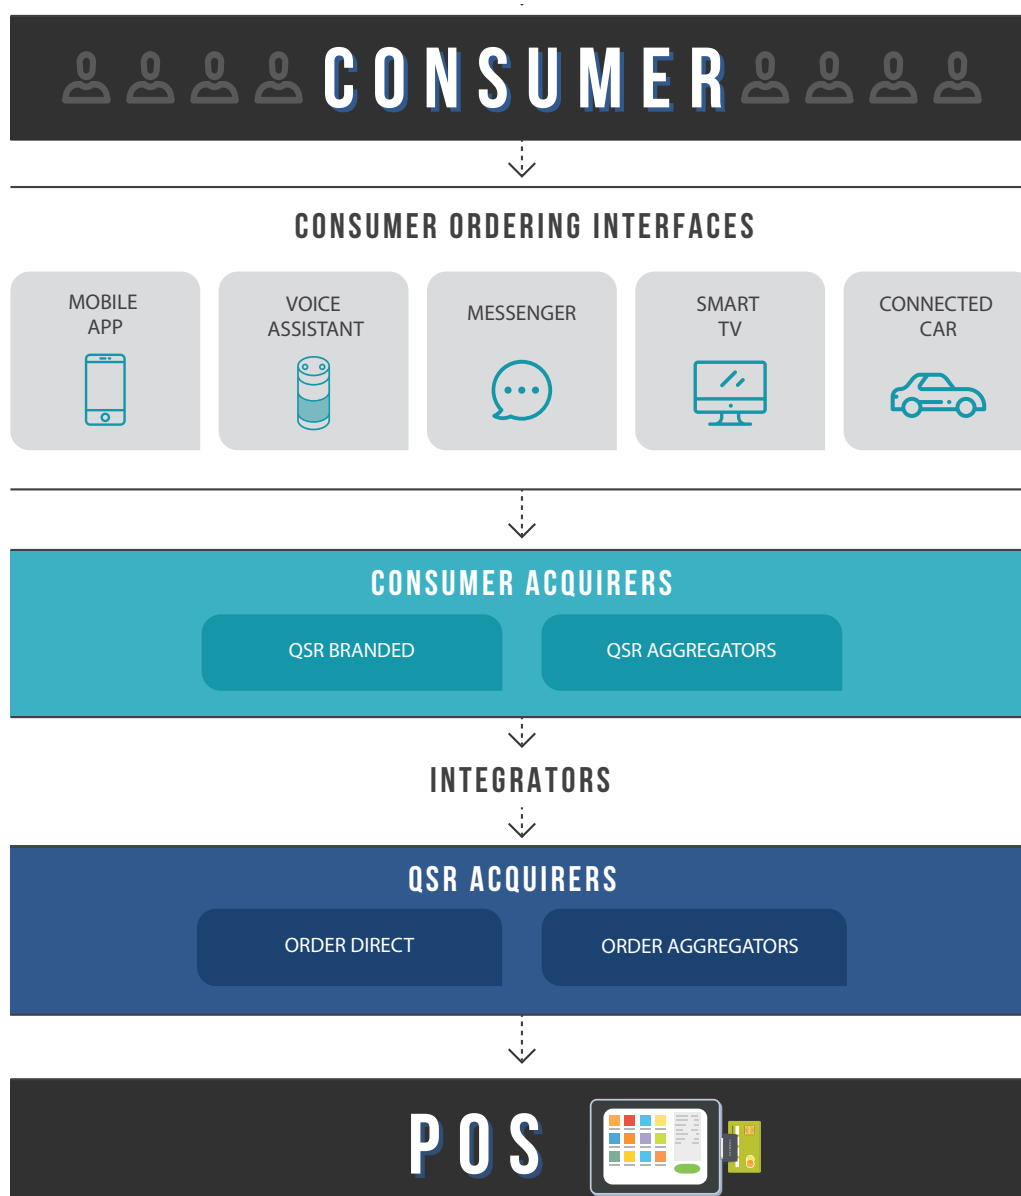 CONSUMER
CONSUMER ORDERING INTERFACES
MOBILE
APP
VOICE
ASSISTANT
MESSENGER
SMART
TV
CONNECTED
CAR
CONSUMER ACQUIRERS
QSR BRANDED
QSR AGGREGATORS
INTEGRATORS
QSR ACQUIRERS
ORDER DIRECT
ORDER AGGREGATORS
POS